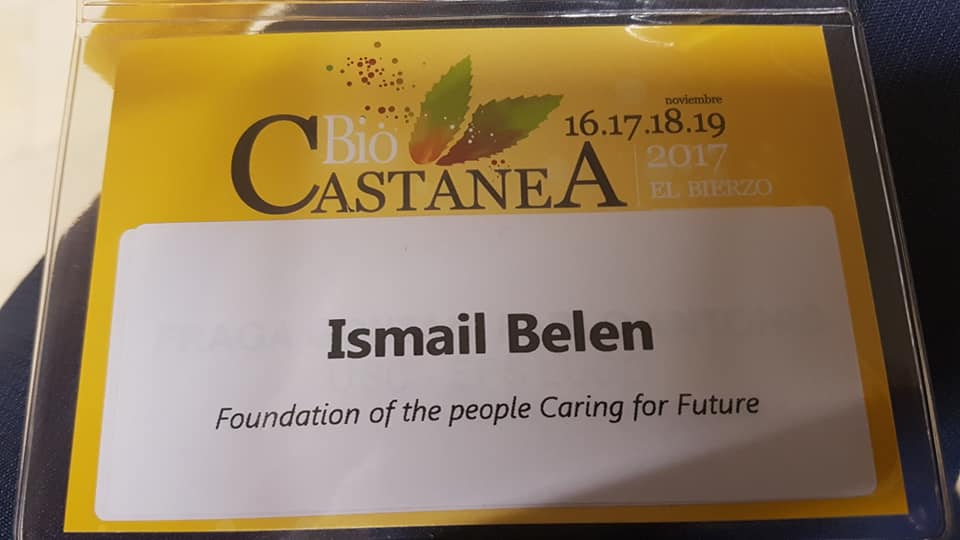 noviembre
16.17.18.19
Bio
CASTANEA
2017
EL BIERZO
Ismail Belen
Foundation of the people Caring for Future